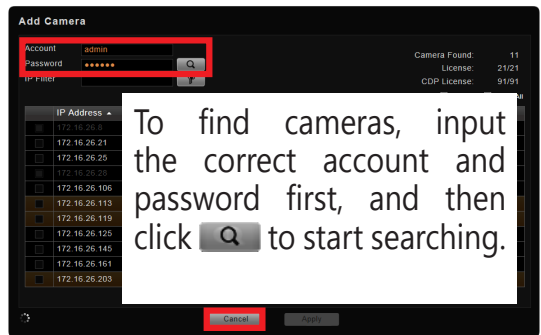 Add Camera
Account admin
Password ●●●●●●
IP Filter
Camera Found: 11
License: 21/21
CDP License: 91/91
All
IP Address ▲
172.16.26.8
172.16.26.21
172.16.26.25
172.16.26.28
172.16.26.106
172.16.26.113
172.16.26.119
172.16.26.125
172.16.26.145
172.16.26.161
172.16.26.203
To find cameras, input
the correct account and
password first, and then
click to start searching.
Cancel Apply